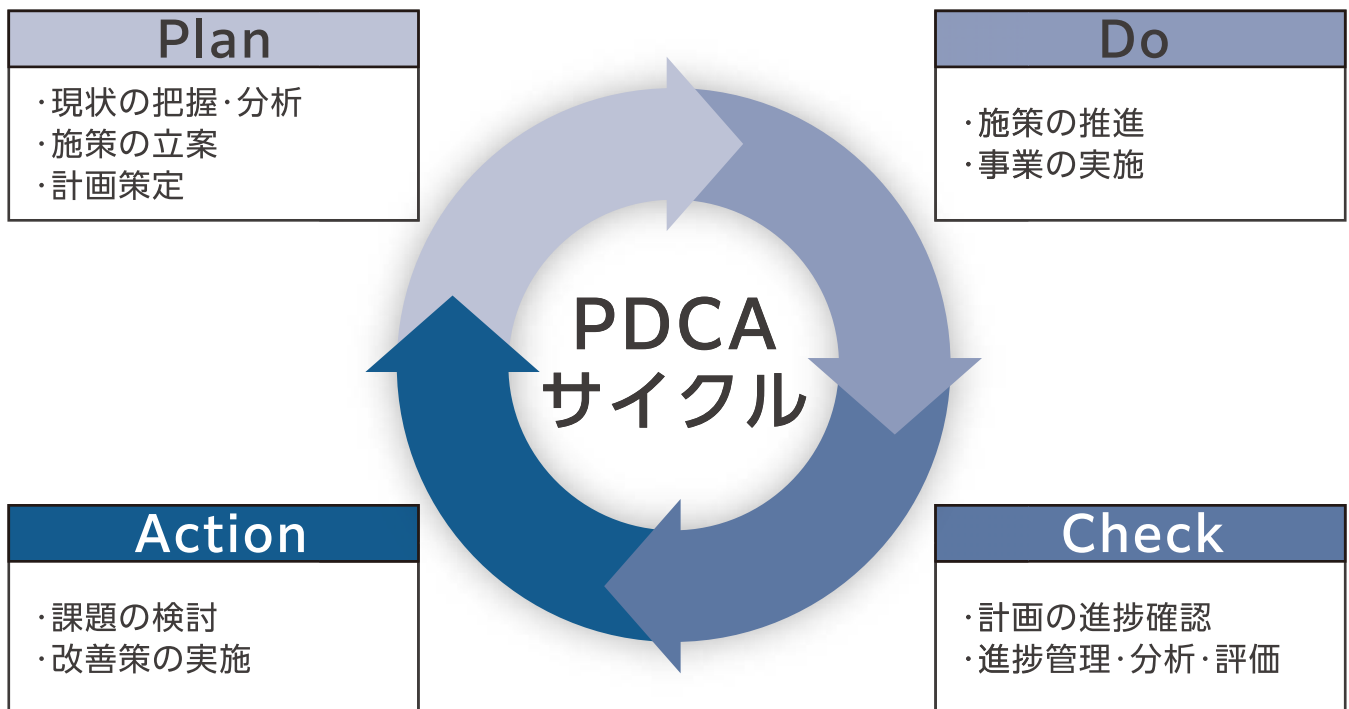 Plan
・現状の把握・分析
・施策の立案
・計画策定
Do
・施策の推進
・事業の実施
PDCA
サイクル
Action
・課題の検討
・改善策の実施
Check
・計画の進捗確認
・進捗管理・分析・評価